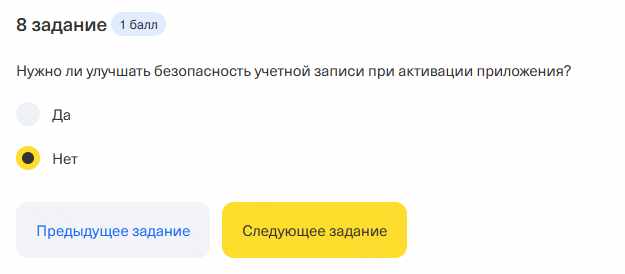 8 задание 1 балл
Нужно ли улучшать безопасность учетной записи при активации приложения?
Да
Нет
Предыдущее задание Следующее задание